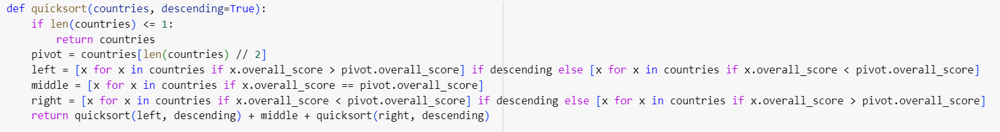 def quicksort(countries, descending=True):
    if len(countries) <= 1:
        return countries
    pivot = countries[len(countries) // 2]
    left = [x for x in countries if x.overall_score > pivot.overall_score] if descending else [x for x in countries if x.overall_score < pivot.overall_score]
    middle = [x for x in countries if x.overall_score == pivot.overall_score]
    right = [x for x in countries if x.overall_score < pivot.overall_score] if descending else [x for x in countries if x.overall_score > pivot.overall_score]
    return quicksort(left, descending) + middle + quicksort(right, descending)